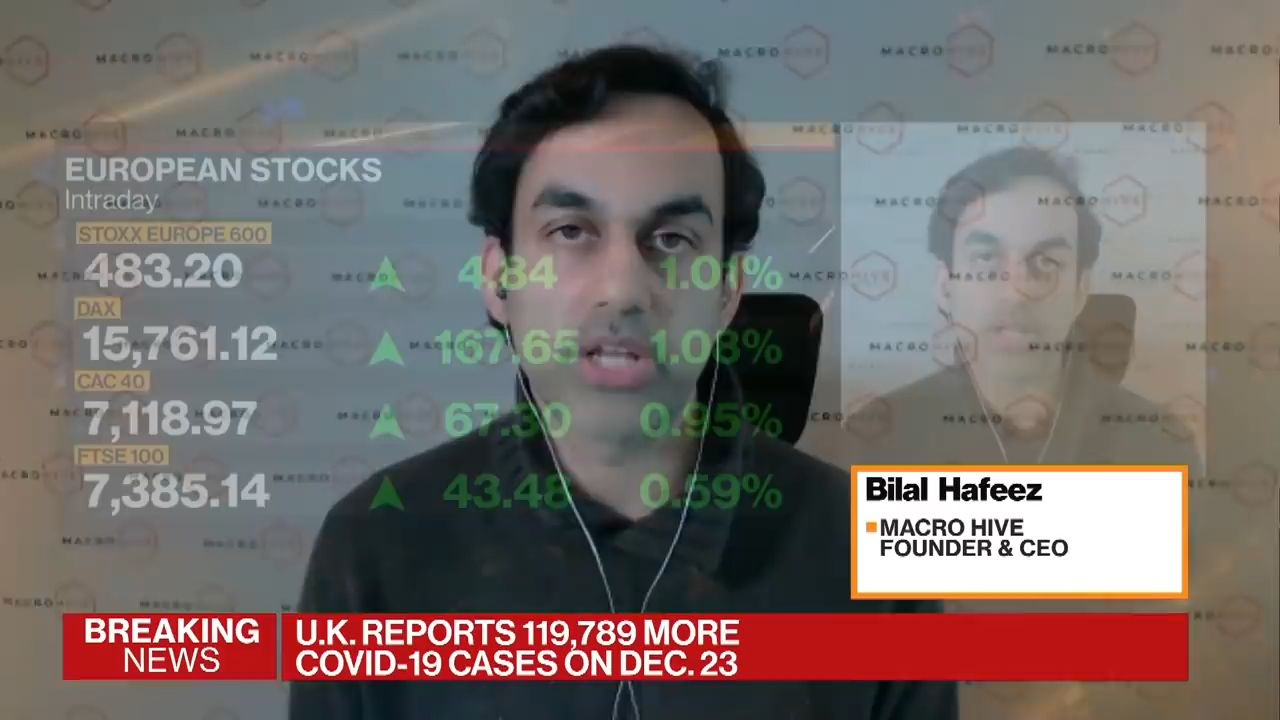 EUROPEAN STOCKS
Intraday
STOXX EUROPE 600
483.20 4.84 1.01%
DAX
15,761.12 167.65 1.08%
CAC 40
7,118.97 67.30 0.95%
FTSE 100
7,385.14 43.48 0.59%
MACRO HIVE
Bilal Hafeez
MACRO HIVE
FOUNDER & CEO
BREAKING
NEWS
U.K. REPORTS 119,789 MORE
COVID-19 CASES ON DEC. 23